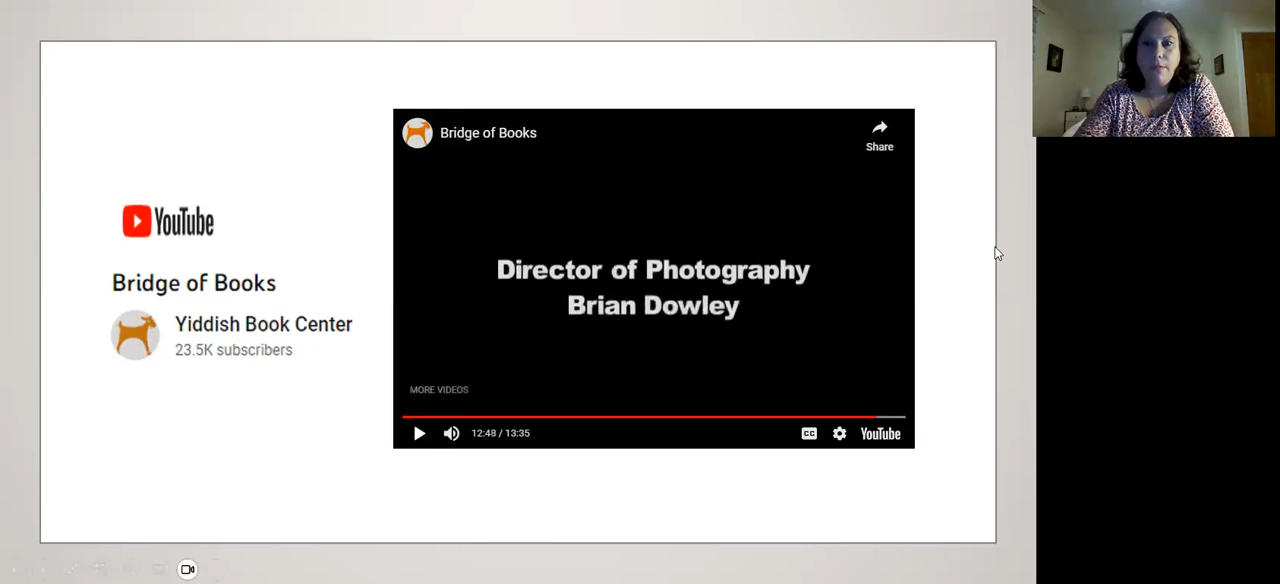 YouTube
Bridge of Books
Yiddish Book Center
23.5K subscribers
Bridge of Books
Share
Director of Photography
Brian Dowley
MORE VIDEOS
12:48 / 13:35
CC
YouTube